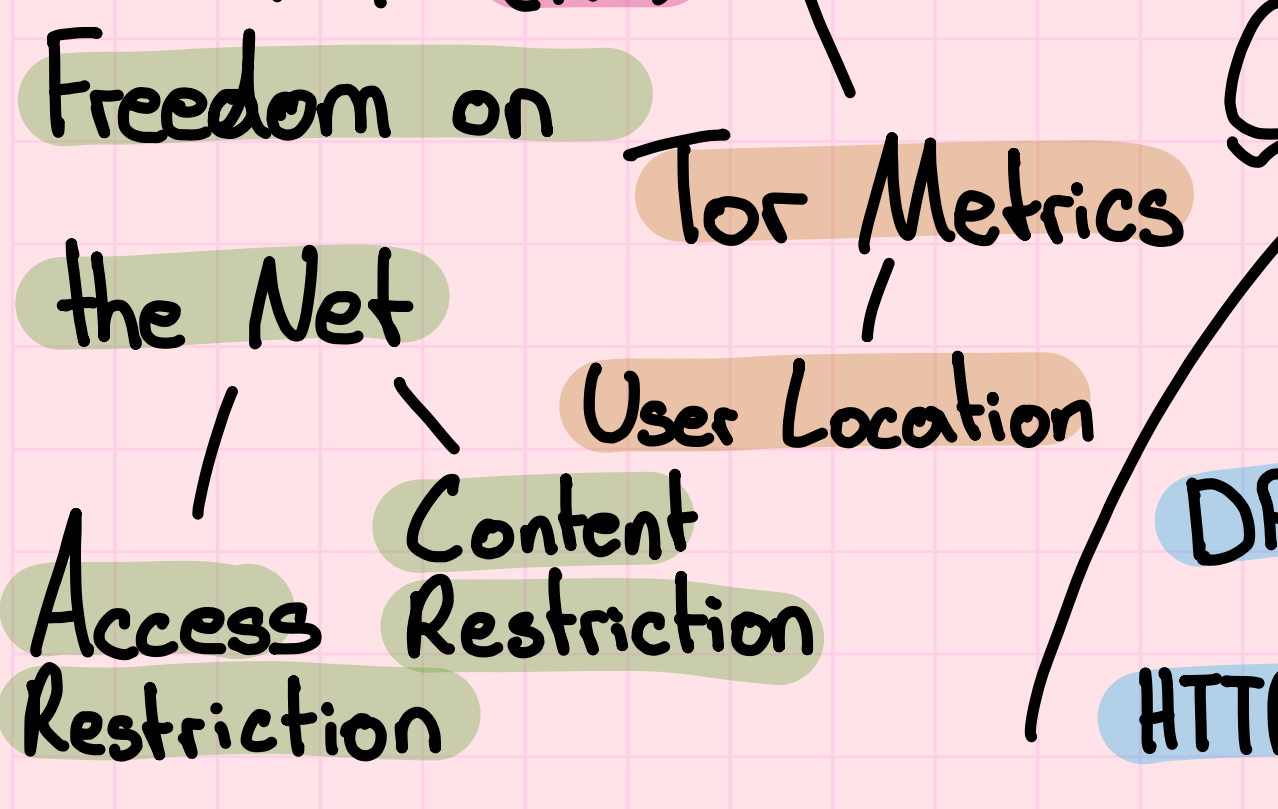 Freedom on
the Net
Tor Metrics
User Location
Access
Restriction
Content
Restriction